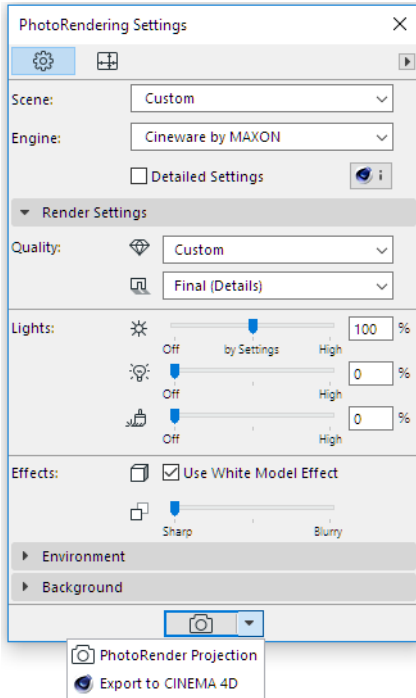 PhotoRendering Settings
Scene: Custom
Engine: Cineware by MAXON
Detailed Settings i
Render Settings
Quality: Custom
Final (Details)
Lights: 100 %
Off by Settings High
0 %
Off High
0 %
Off High
Effects: Use White Model Effect
Sharp Blurry
Environment
Background
PhotoRender Projection
Export to CINEMA 4D